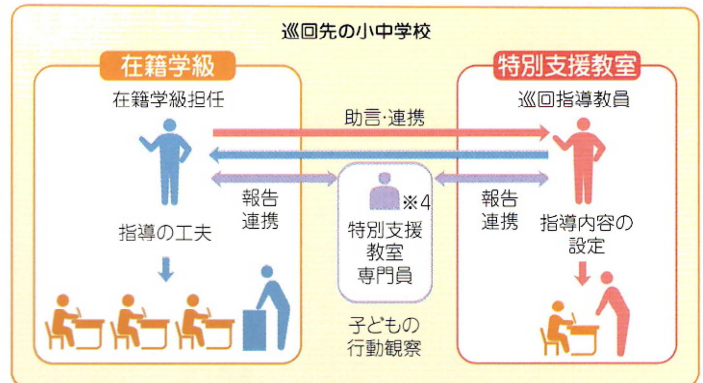 巡回先の小中学校
在籍学級
在籍学級担任
指導の工夫
助言・連携
報告
連携
※4
特別支援
教室
専門員
子どもの
行動観察
報告
連携
特別支援教室
巡回指導教員
指導内容の
設定